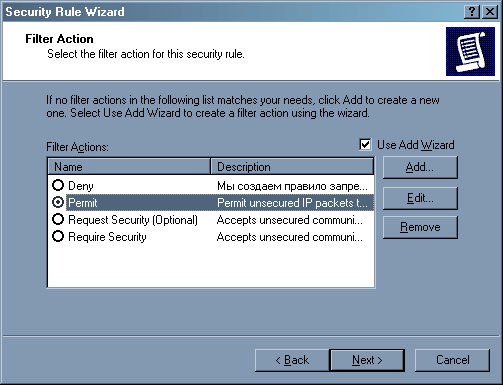 Security Rule Wizard
Filter Action
Select the filter action for this security rule.
If no filter actions in the following list matches your needs, click Add to create a new
one. Select Use Add Wizard to create a filter action using the wizard.
Filter Actions:
Use Add Wizard
Name Description
Add...
Deny Мы создаем правило запре...
Permit Permit unsecured IP packets t...
Edit...
Request Security (Optional) Accepts unsecured communi...
Remove
Require Security Accepts unsecured communi...
< Back Next > Cancel